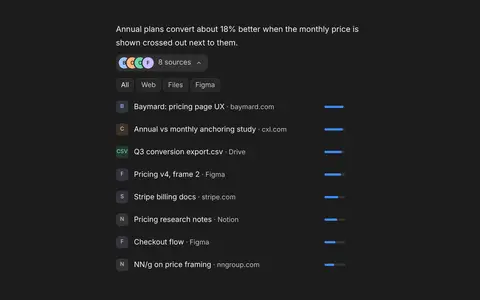 Annual plans convert about 18% better when the monthly price is
shown crossed out next to them.
B C C F 8 sources
All Web Files Figma
B Baymard: pricing page UX · baymard.com
C Annual vs monthly anchoring study · cxl.com
CSV Q3 conversion export.csv · Drive
F Pricing v4, frame 2 · Figma
S Stripe billing docs · stripe.com
N Pricing research notes · Notion
F Checkout flow · Figma
N NN/g on price framing · nngroup.com